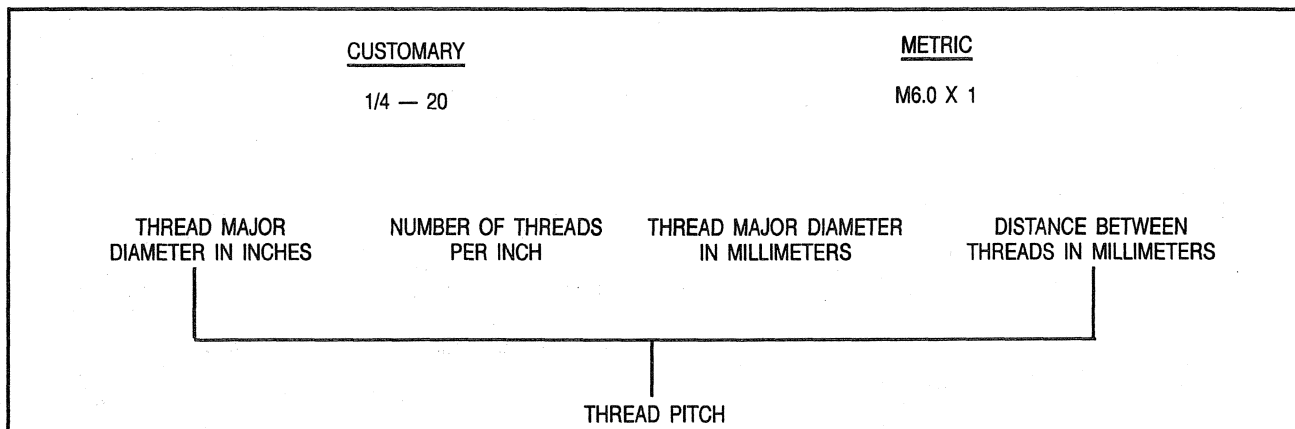 CUSTOMARY
METRIC
1/4 — 20
M6.0 X 1
THREAD MAJOR
DIAMETER IN INCHES
NUMBER OF THREADS
PER INCH
THREAD MAJOR DIAMETER
IN MILLIMETERS
DISTANCE BETWEEN
THREADS IN MILLIMETERS
THREAD PITCH